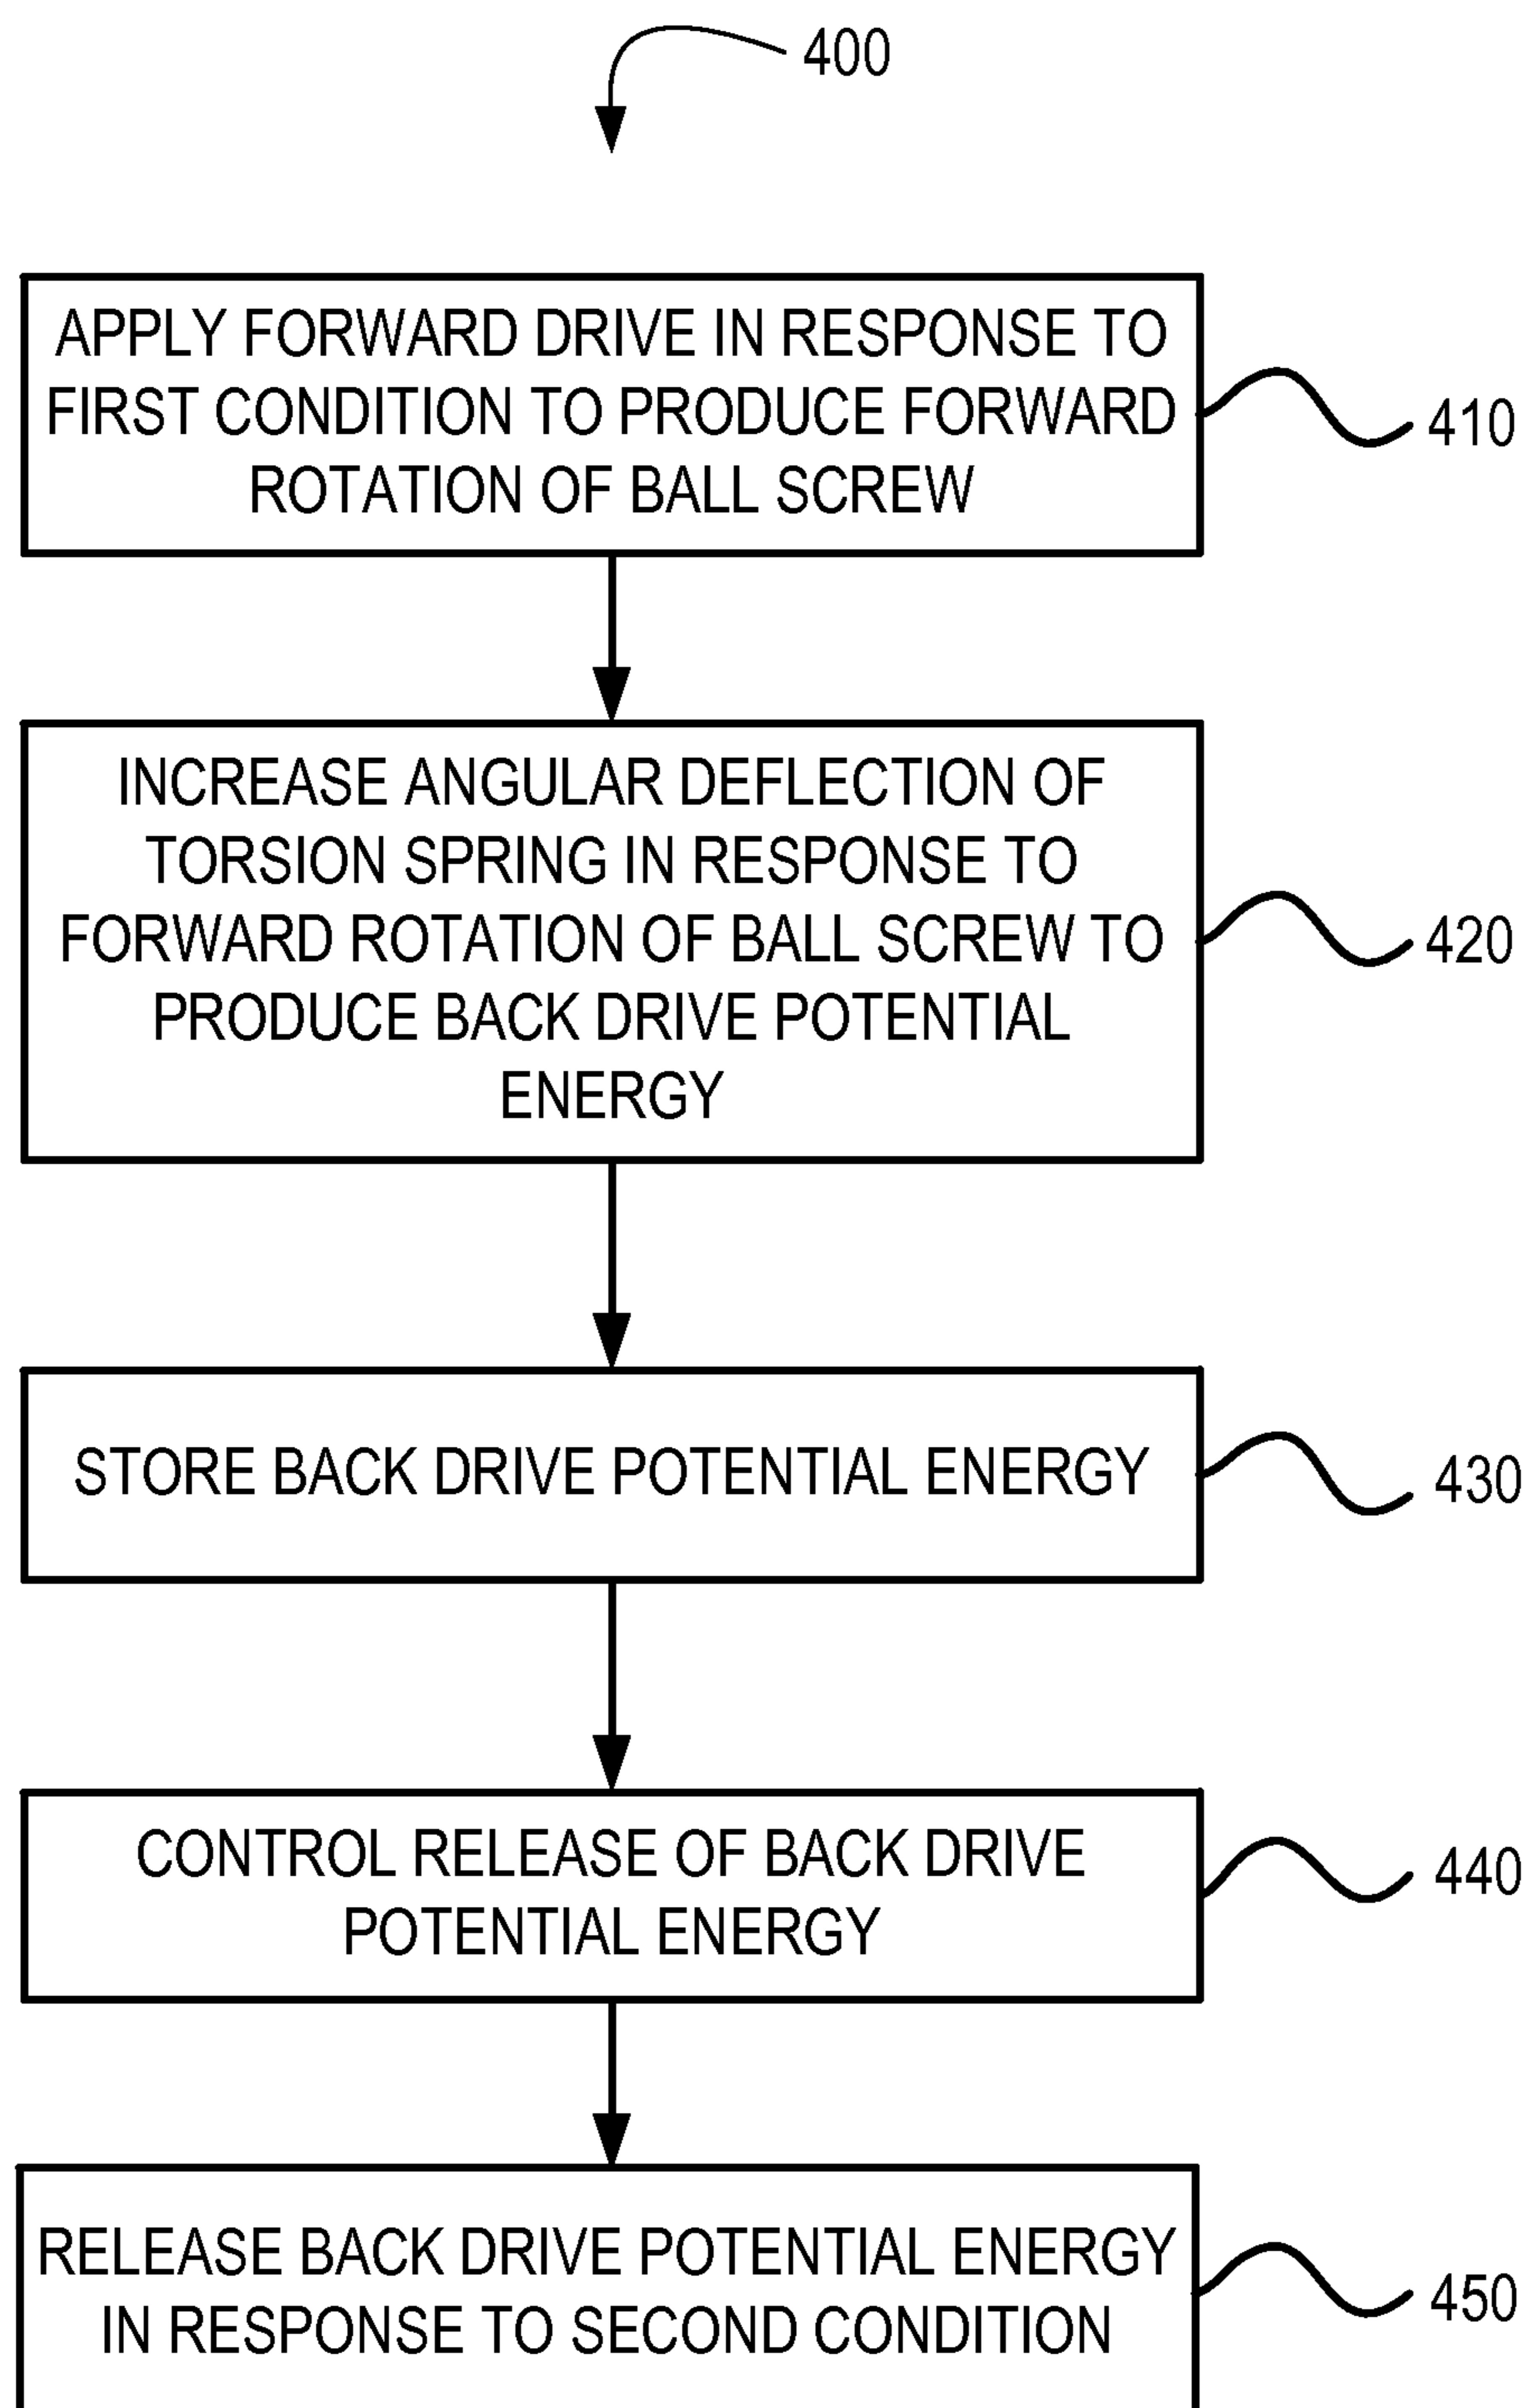 400
APPLY FORWARD DRIVE IN RESPONSE TO
FIRST CONDITION TO PRODUCE FORWARD
ROTATION OF BALL SCREW
410
INCREASE ANGULAR DEFLECTION OF
TORSION SPRING IN RESPONSE TO
FORWARD ROTATION OF BALL SCREW TO
PRODUCE BACK DRIVE POTENTIAL
ENERGY
420
STORE BACK DRIVE POTENTIAL ENERGY
430
CONTROL RELEASE OF BACK DRIVE
POTENTIAL ENERGY
440
RELEASE BACK DRIVE POTENTIAL ENERGY
IN RESPONSE TO SECOND CONDITION
450